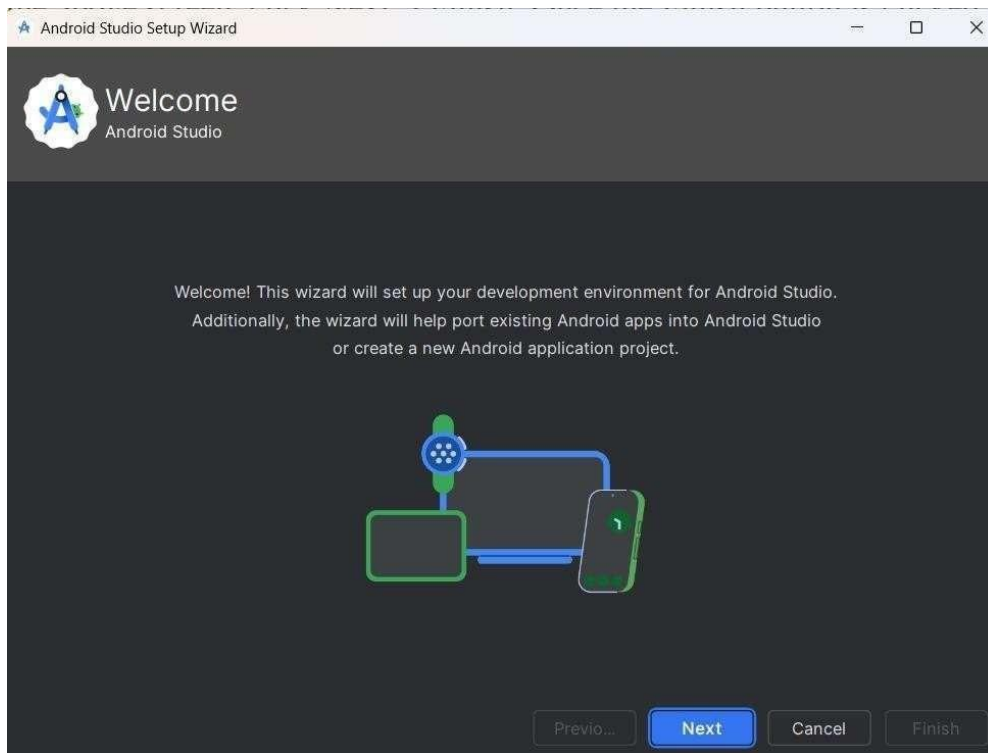 Android Studio Setup Wizard
Welcome
Android Studio
Welcome! This wizard will set up your development environment for Android Studio.
Additionally, the wizard will help port existing Android apps into Android Studio
or create a new Android application project.
Previo...
Next
Cancel
Finish